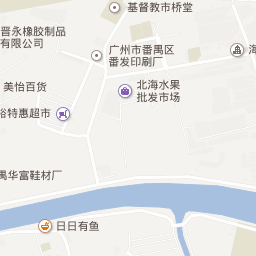 基督教市桥堂
晋永橡胶制品
有限公司
广州市番禺区
番发印刷厂
美怡百货
北海水果
批发市场
裕特惠超市
禺华富鞋材厂
日日有鱼